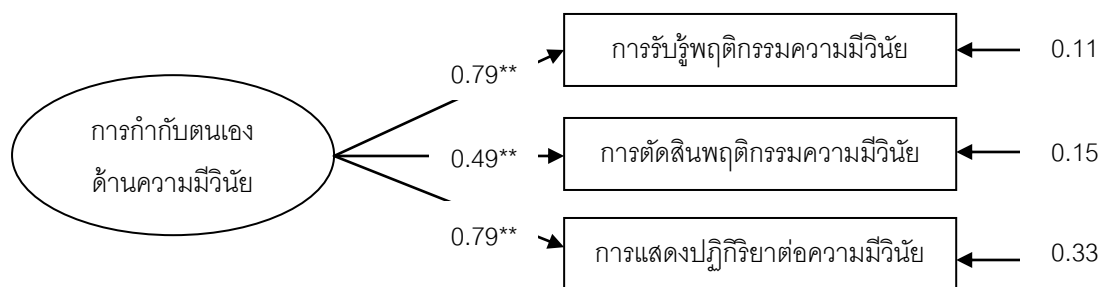 การรับรู้พฤติกรรมความมีวินัย
0.11
0.79**
การกำกับตนเอง
ด้านความมีวินัย
0.49**
การตัดสินพฤติกรรมความมีวินัย
0.15
0.79**
การแสดงปฏิกิริยาต่อความมีวินัย
0.33